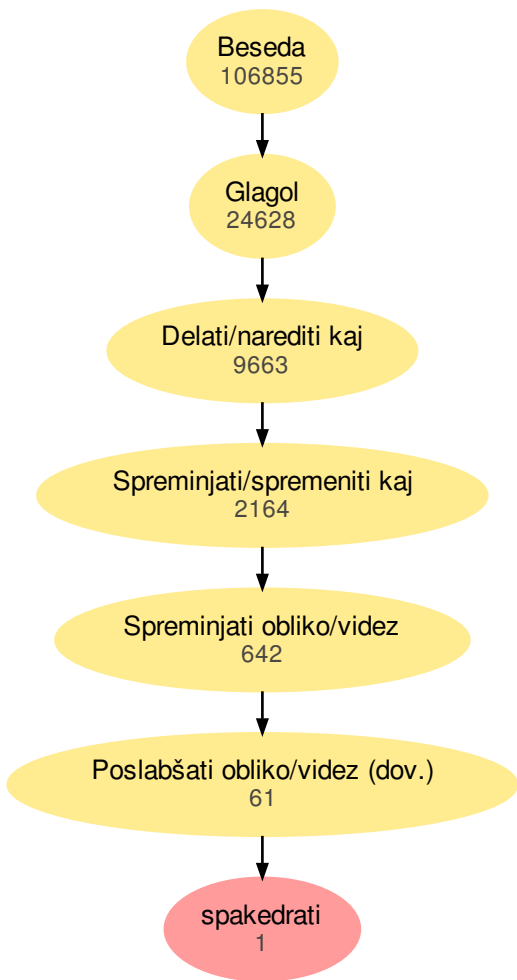 Beseda
106855
Glagol
24628
Delati/narediti kaj
9663
Spreminjati/spremeniti kaj
2164
Spreminjati obliko/videz
642
Poslabšati obliko/videz (dov.)
61
spakedrati
1